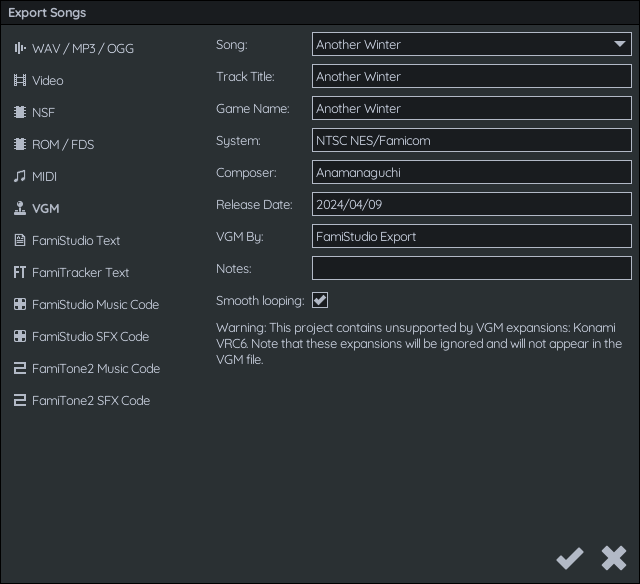 Export Songs
WAV / MP3 / OGG
Video
NSF
ROM / FDS
MIDI
VGM
FamiStudio Text
FT FamiTracker Text
FamiStudio Music Code
FamiStudio SFX Code
FamiTone2 Music Code
FamiTone2 SFX Code
Song: Another Winter
Track Title: Another Winter
Game Name: Another Winter
System: NTSC NES/Famicom
Composer: Anamanaguchi
Release Date: 2024/04/09
VGM By: FamiStudio Export
Notes:
Smooth looping:
Warning: This project contains unsupported by VGM expansions: Konami
VRC6. Note that these expansions will be ignored and will not appear in the
VGM file.